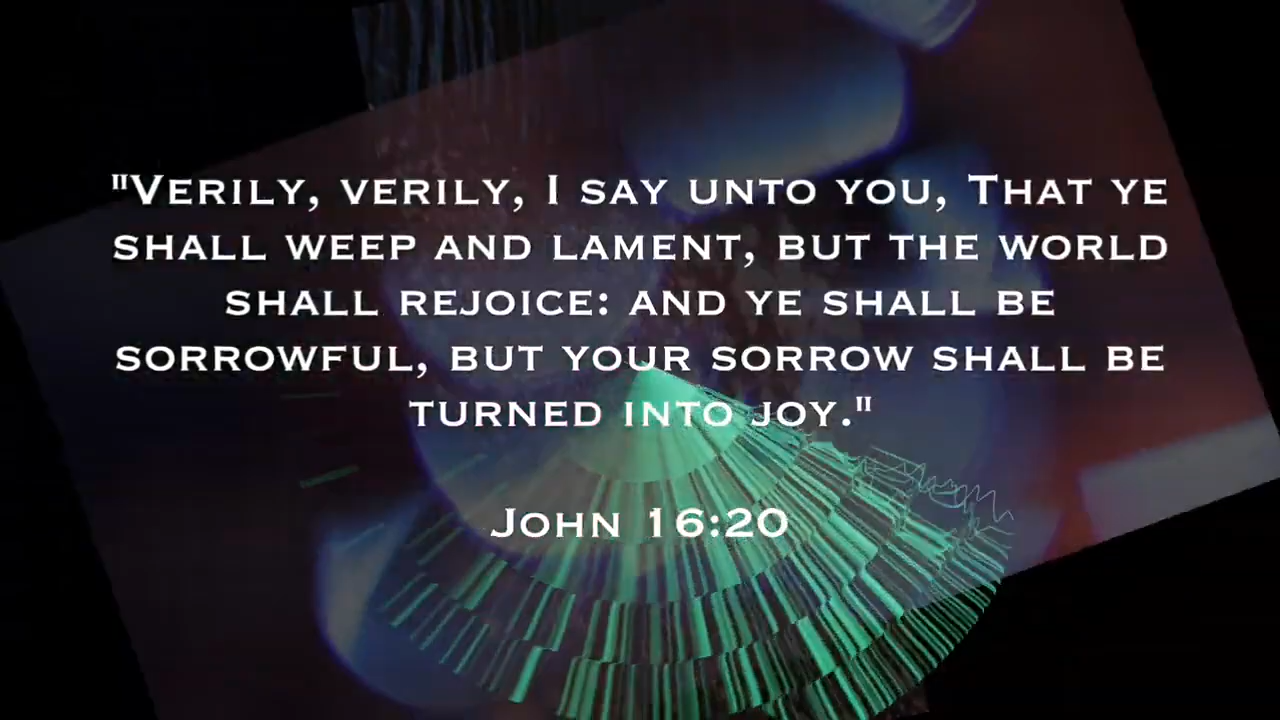 "Verily, verily, I say unto you, That ye
shall weep and lament, but the world
shall rejoice: and ye shall be
sorrowful, but your sorrow shall be
turned into joy."
John 16:20